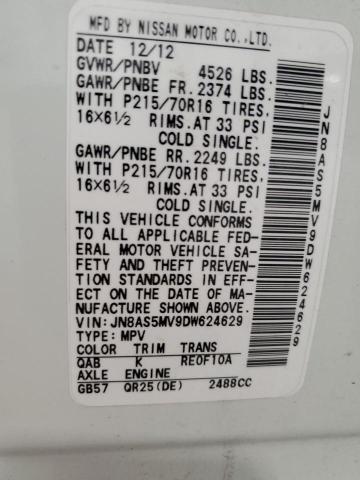 MFD BY NISSAN MOTOR CO.,LTD.
DATE 12/12
GVWR/PNBV 4526 LBS.
GAWR/PNBE FR. 2374 LBS.
WITH P215/70R16 TIRES,
16X6½ RIMS. AT 33 PSI
COLD SINGLE.
GAWR/PNBE RR. 2249 LBS.
WITH P215/70R16 TIRES,
16X6½ RIMS. AT 33 PSI
COLD SINGLE.
THIS VEHICLE CONFORMS
TO ALL APPLICABLE FED-
ERAL MOTOR VEHICLE SA-
FETY AND THEFT PREVEN-
TION STANDARDS IN EFF-
ECT ON THE DATE OF MA-
NUFACTURE SHOWN ABOVE.
VIN: JN8AS5MV9DW624629
TYPE: MPV
COLOR TRIM TRANS
QAB K RE0F10A
AXLE ENGINE
GB57 QR25(DE) 2488CC
JN8AS5MV9DW624629